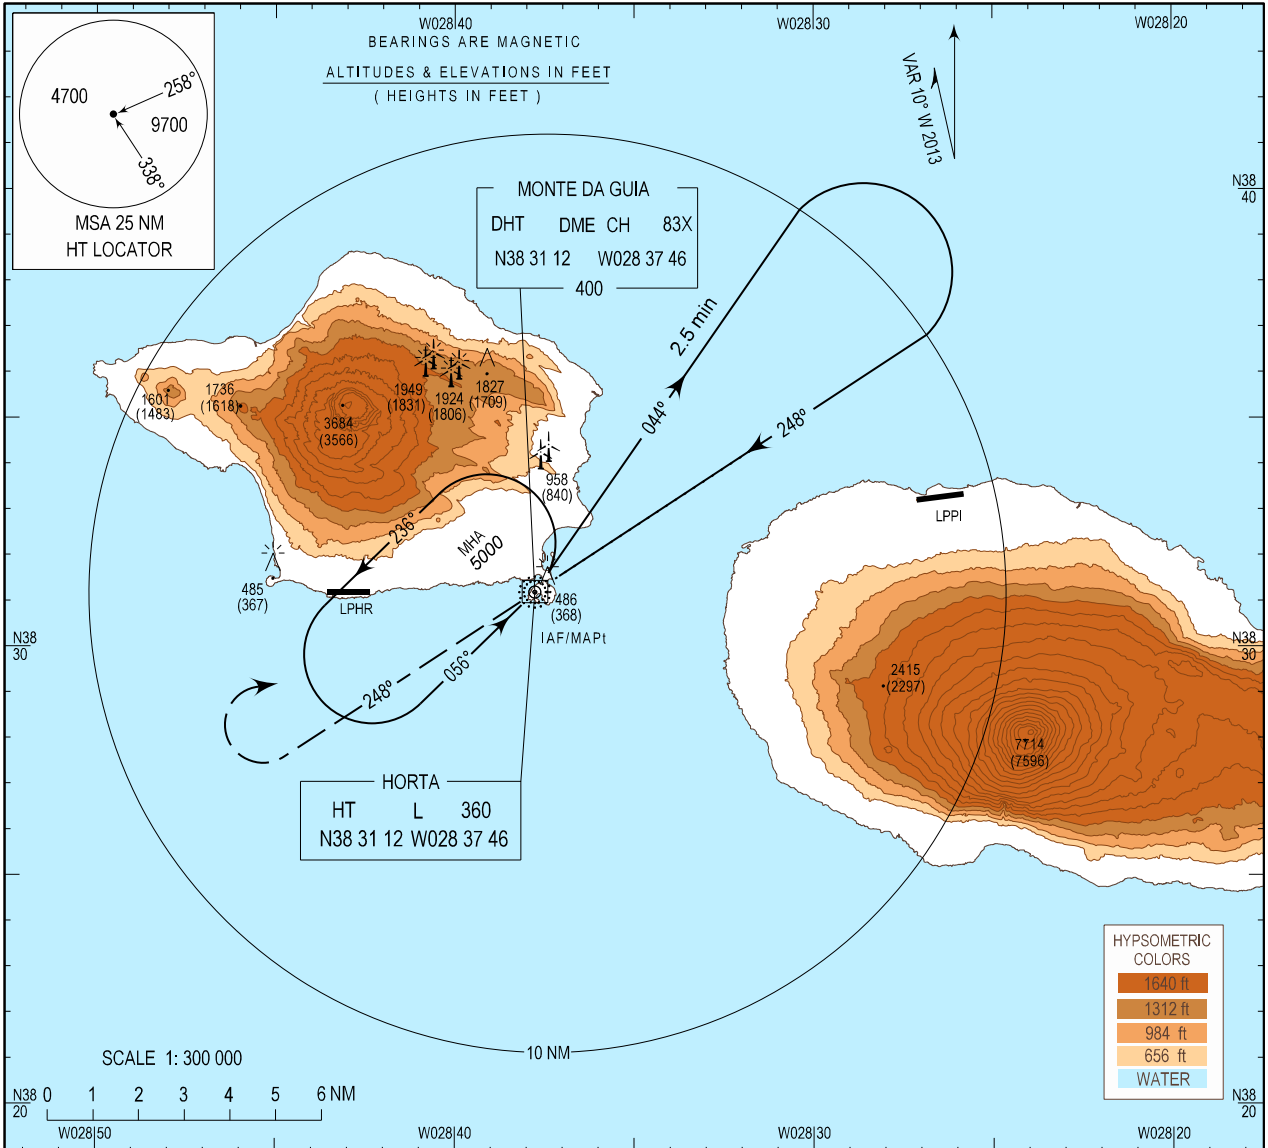 W028 40
W028 30
W028 20
BEARINGS ARE MAGNETIC
ALTITUDES & ELEVATIONS IN FEET
( HEIGHTS IN FEET )
4700
258°
9700
338°
MSA 25 NM
HT LOCATOR
VAR 10° W 2013
N38
40
MONTE DA GUIA
DHT DME CH 83X
N38 31 12 W028 37 46
400
2.5 min
044°
248°
1601
(1483)
1736
(1618)
3684
(3566)
1949
(1831)
1924
(1806)
1827
(1709)
958
(840)
236°
MHA
5000
LPPI
485
(367)
LPHR
486
(368)
IAF/MAPt
N38
30
N38
30
248°
056°
2415
(2297)
7714
(7596)
HORTA
HT L 360
N38 31 12 W028 37 46
HYPSOMETRIC
COLORS
1640 ft
1312 ft
984 ft
656 ft
WATER
10 NM
SCALE 1: 300 000
0 1 2 3 4 5 6 NM
N38
20
N38
20
W028 50
W028 40
W028 30
W028 20